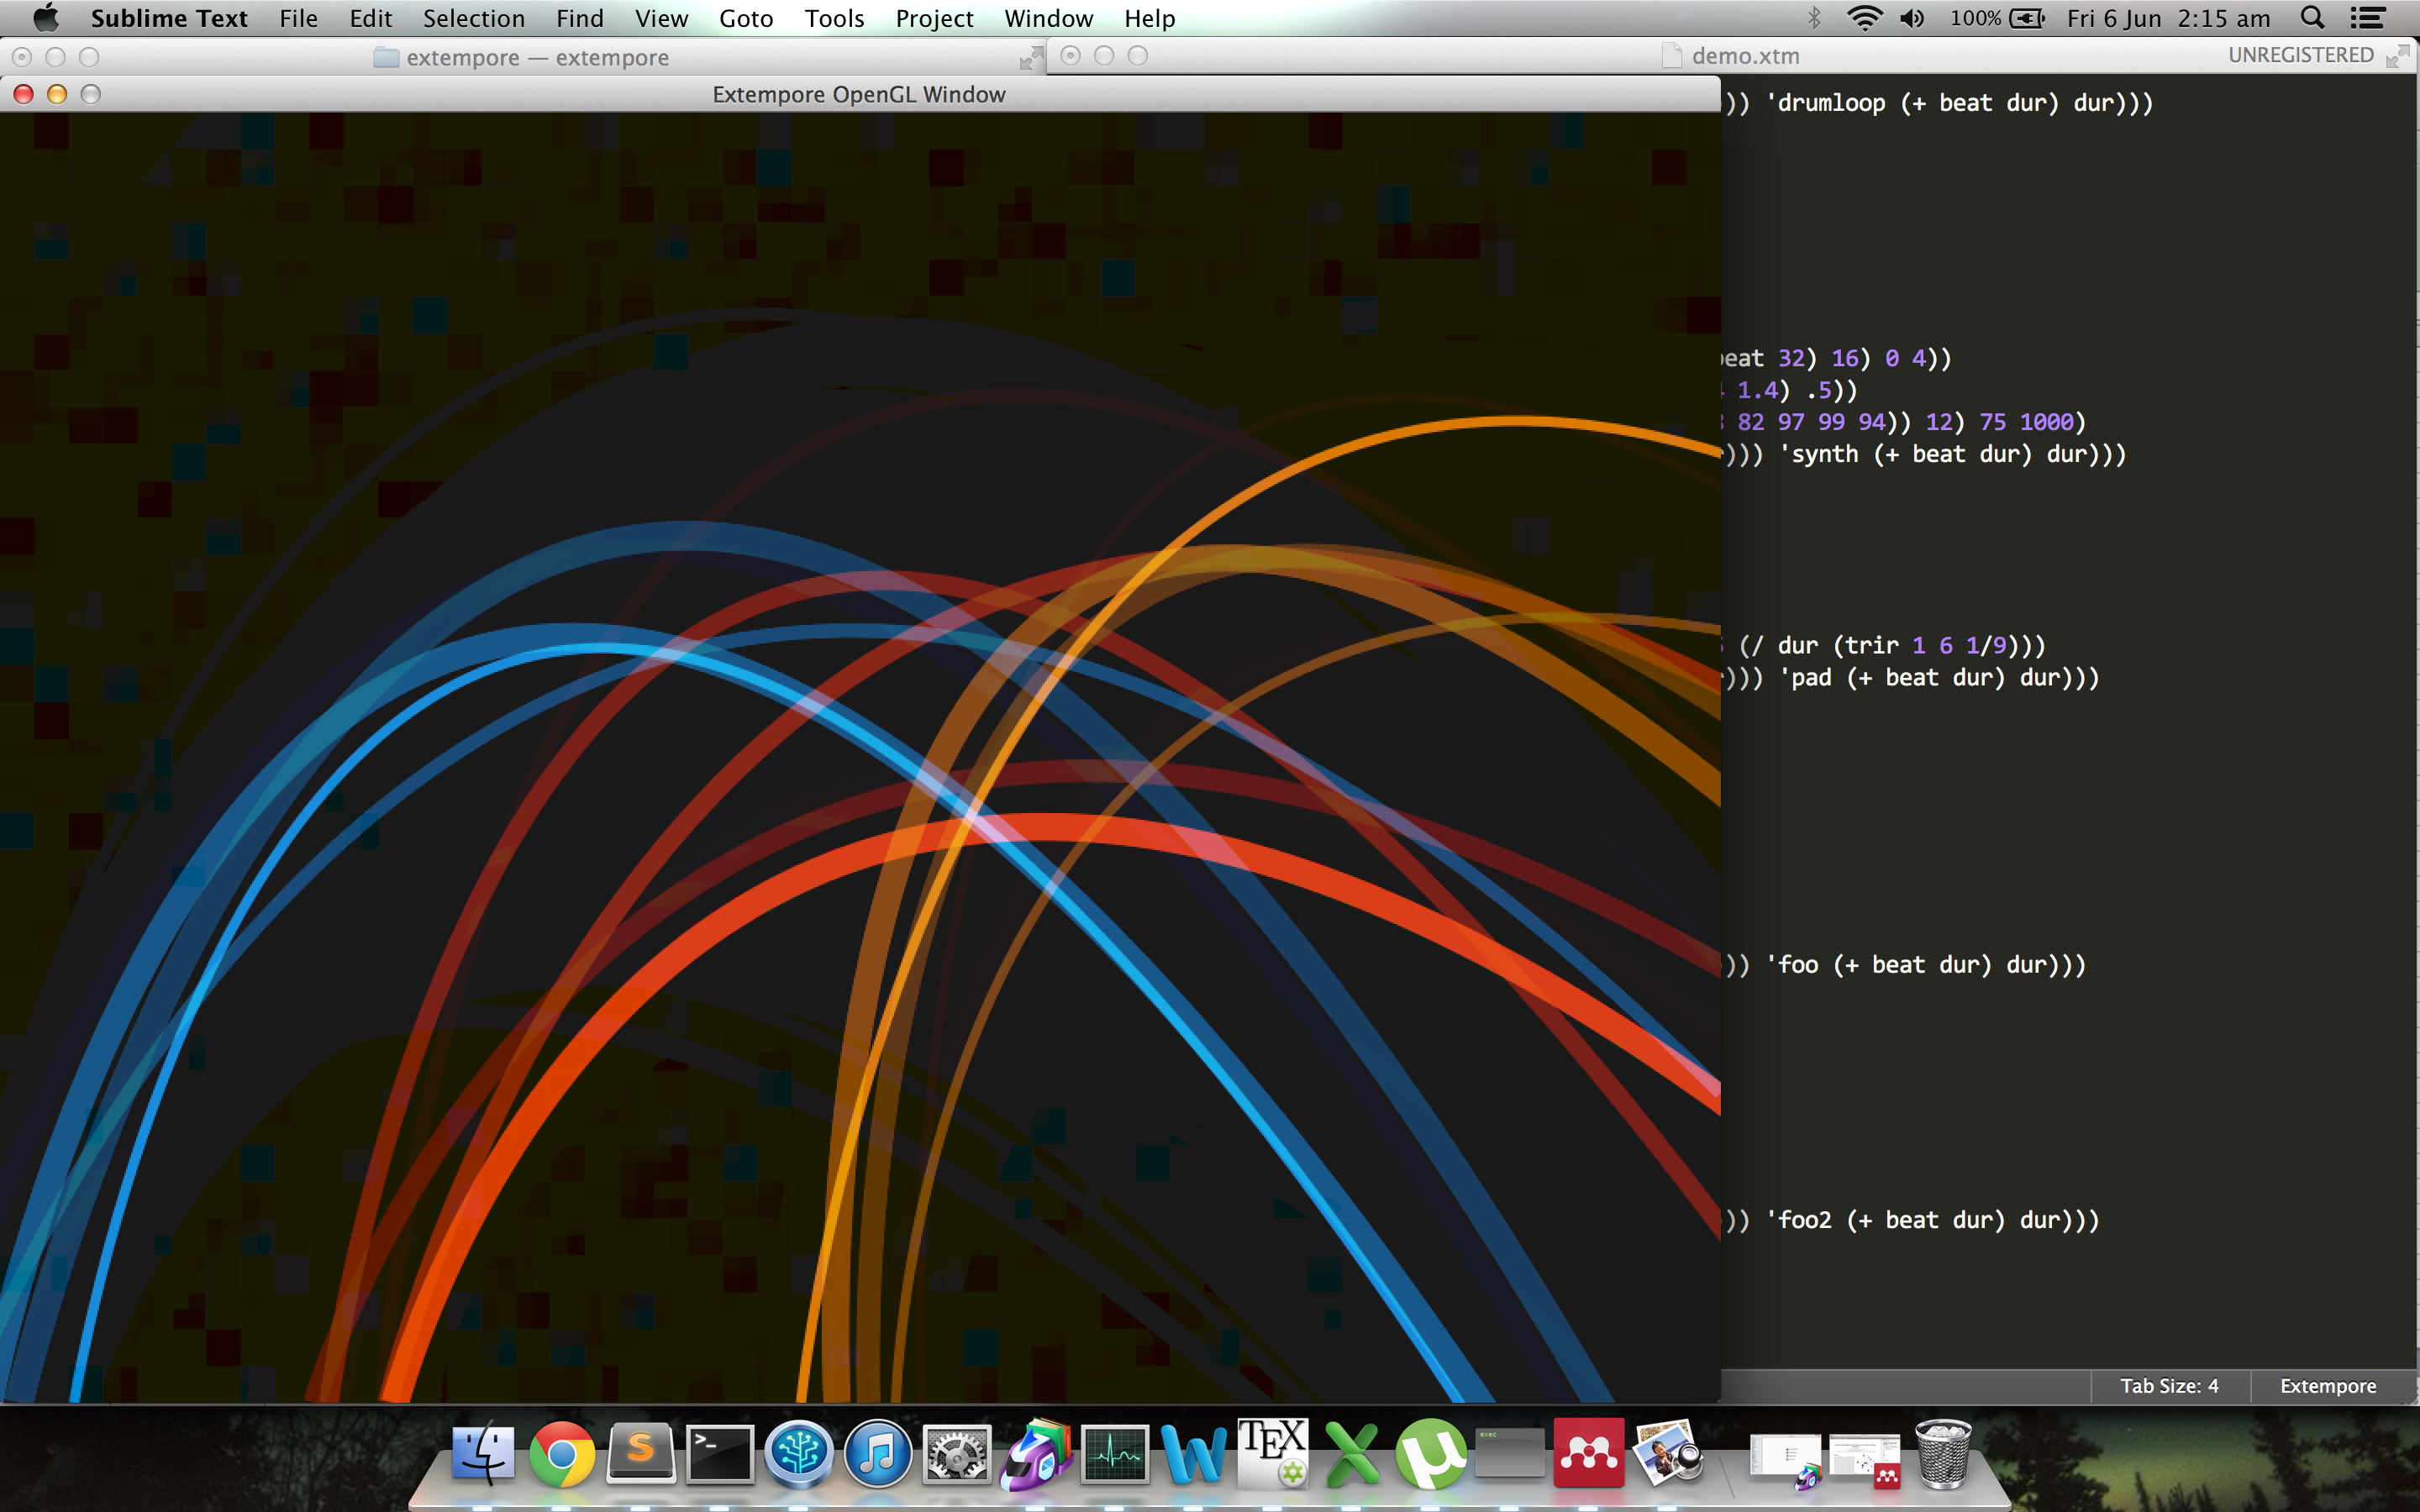 Sublime Text File Edit Selection Find View Goto Tools Project Window Help 100% Fri 6 Jun 2:15 am
extempore — extempore
demo.xtm UNREGISTERED
Extempore OpenGL Window
)) 'drumloop (+ beat dur) dur)))
beat 32) 16) 0 4))
1.4) .5))
82 97 99 94)) 12) 75 1000)
))) 'synth (+ beat dur) dur)))
(/ dur (trir 1 6 1/9)))
))) 'pad (+ beat dur) dur)))
)) 'foo (+ beat dur) dur)))
)) 'foo2 (+ beat dur) dur)))
Tab Size: 4 Extempore
S >_ W TEX X µ exec